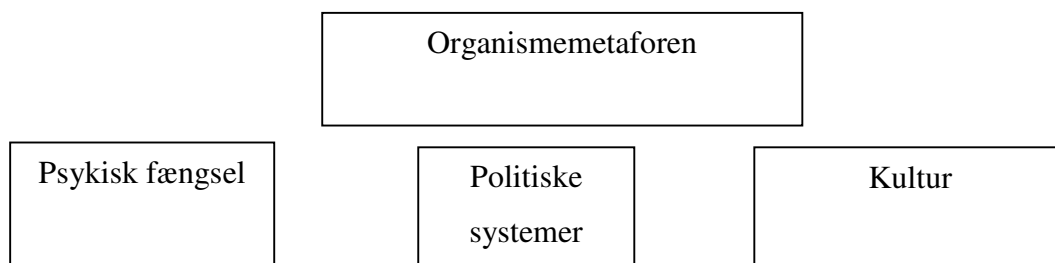 Organismemetaforen
Psykisk fængsel
Politiske
systemer
Kultur